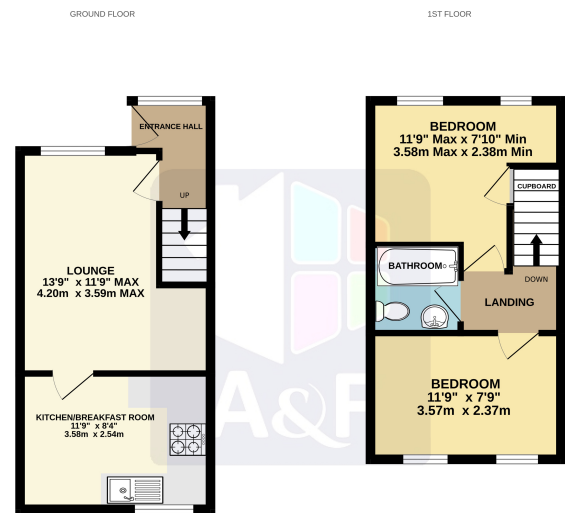 GROUND FLOOR
1ST FLOOR
ENTRANCE HALL
UP
LOUNGE
13'9" x 11'9" MAX
4.20m x 3.59m MAX
KITCHEN/BREAKFAST ROOM
11'9" x 8'4"
3.58m x 2.54m
BEDROOM
11'9" Max x 7'10" Min
3.58m Max x 2.38m Min
CUPBOARD
BATHROOM
DOWN
LANDING
BEDROOM
11'9" x 7'9"
3.57m x 2.37m
A&F